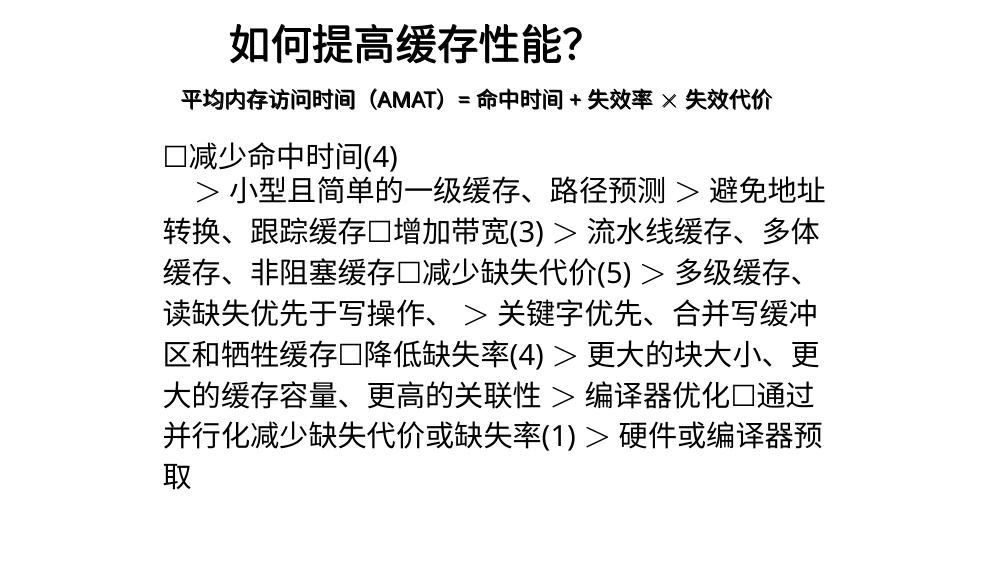 如何提高缓存性能？
平均内存访问时间（AMAT）= 命中时间 + 失效率 × 失效代价
☐减少命中时间(4)
> 小型且简单的一级缓存、路径预测 > 避免地址
转换、跟踪缓存☐增加带宽(3) > 流水线缓存、多体
缓存、非阻塞缓存☐减少缺失代价(5) > 多级缓存、
读缺失优先于写操作、 > 关键字优先、合并写缓冲
区和牺牲缓存☐降低缺失率(4) > 更大的块大小、更
大的缓存容量、更高的关联性 > 编译器优化☐通过
并行化减少缺失代价或缺失率(1) > 硬件或编译器预
取